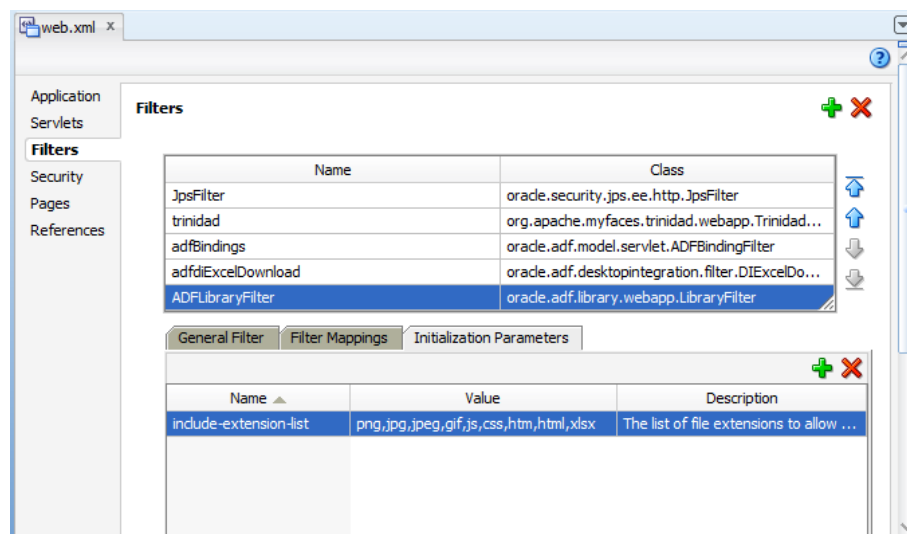 web.xml x
?
Application
Servlets
Filters
Security
Pages
References
Filters
Name Class
JpsFilter oracle.security.jps.ee.http.JpsFilter
trinidad org.apache.myfaces.trinidad.webapp.Trinidad...
adfBindings oracle.adf.model.servlet.ADFBindingFilter
adfdiExcelDownload oracle.adf.desktopintegration.filter.DIExcelDo...
ADFLibraryFilter oracle.adf.library.webapp.LibraryFilter
General Filter Filter Mappings Initialization Parameters
Name Value Description
include-extension-list png,jpg,jpeg,gif,js,css,htm,html,xlsx The list of file extensions to allow ...